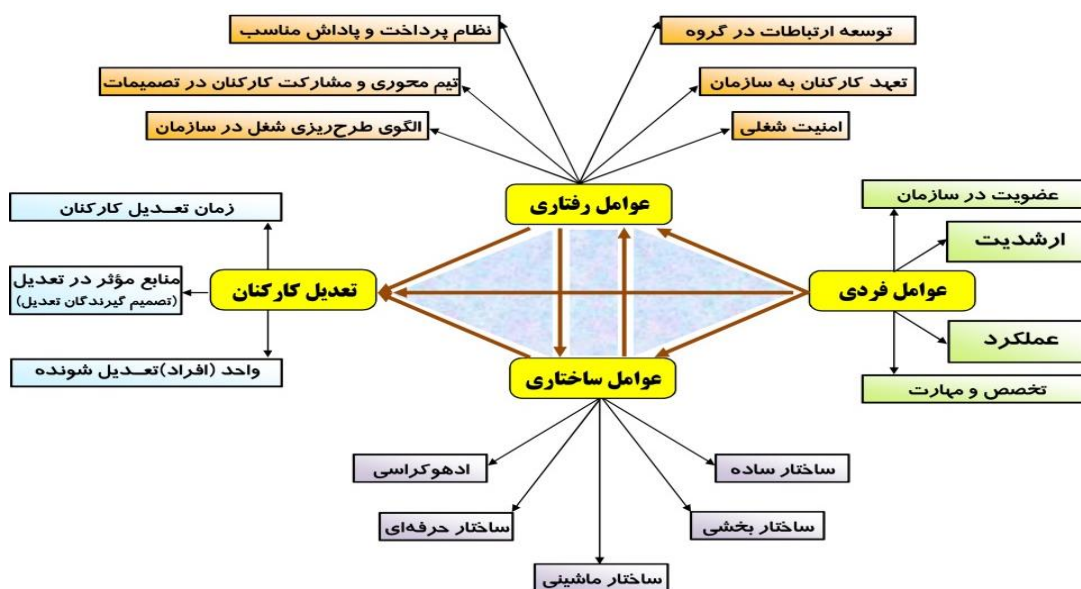 توسعه ارتباطات در گروه
نظام پرداخت و پاداش مناسب
تعهد کارکنان به سازمان
تیم محوری و مشارکت کارکنان در تصمیمات
امنیت شغلی
الگوی طرح‌ریزی شغل در سازمان
عوامل رفتاری
عضویت در سازمان
ارشدیت
عوامل فردی
عملکرد
تخصص و مهارت
زمان تعـدیل کارکنان
تعدیل کارکنان
منابع مؤثر در تعدیل
(تصمیم گیرندگان تعدیل)
واحد (افراد)تعـدیل شونده
عوامل ساختاری
ساختار ساده
ادهوکراسی
ساختار بخشی
ساختار حرفه‌ای
ساختار ماشینی